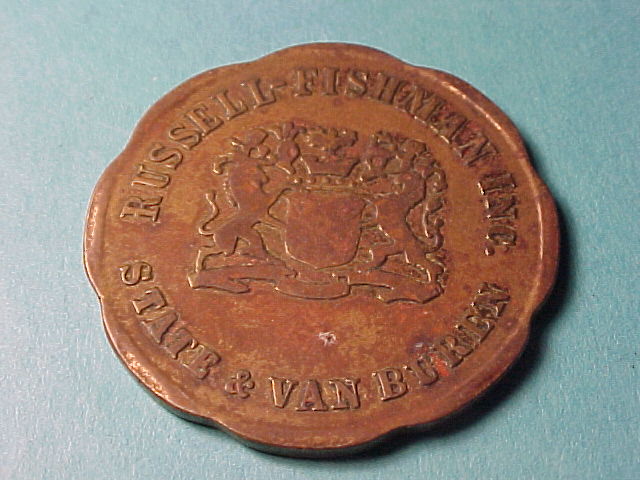 RUSSELL-FISHMAN INC.
STATE & VAN BUREN